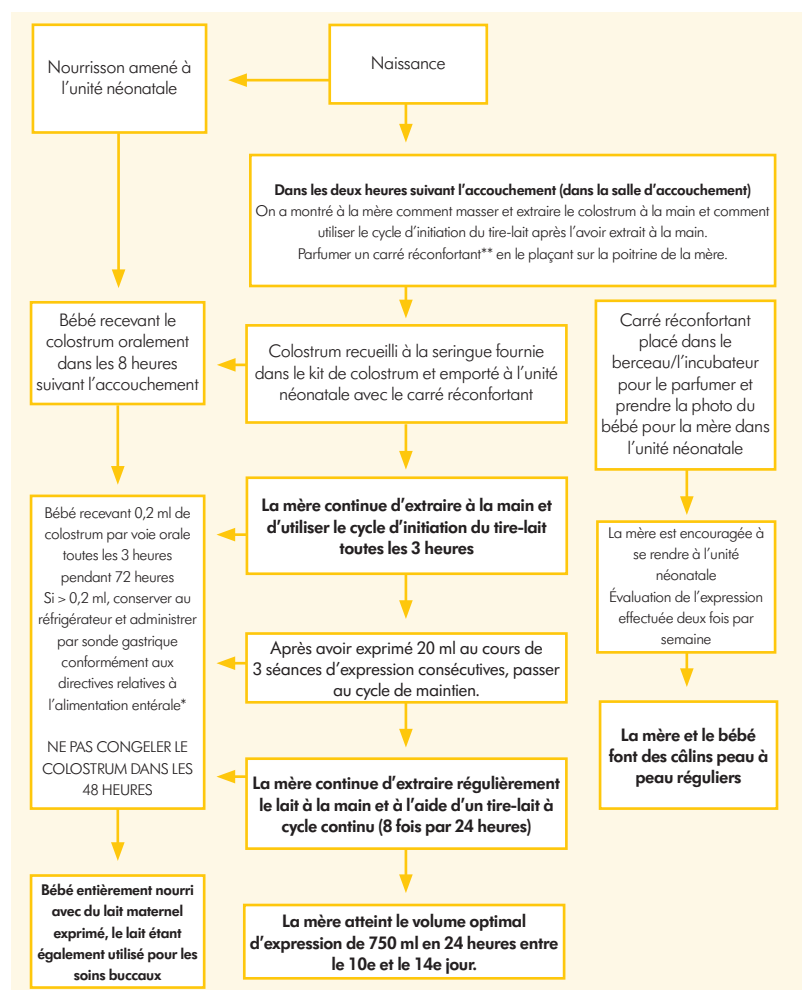 Nourrisson amené à
l'unité néonatale
Naissance
Dans les deux heures suivant l'accouchement (dans la salle d'accouchement)
On a montré à la mère comment masser et extraire le colostrum à la main et comment
utiliser le cycle d'initiation du tire-lait après l'avoir extrait à la main.
Parfumer un carré réconfortant** en le plaçant sur la poitrine de la mère.
Bébé recevant le
colostrum oralement
dans les 8 heures
suivant l'accouchement
Colostrum recueilli à la seringue fournie
dans le kit de colostrum et emporté à l'unité
néonatale avec le carré réconfortant
Carré réconfortant
placé dans le
berceau/l'incubateur
pour le parfumer et
prendre la photo du
bébé pour la mère dans
l'unité néonatale
Bébé recevant 0,2 ml de
colostrum par voie orale
toutes les 3 heures
pendant 72 heures
Si > 0,2 ml, conserver au
réfrigérateur et administrer
par sonde gastrique
conformément aux
directives relatives à
l'alimentation entérale*
NE PAS CONGELER LE
COLOSTRUM DANS LES
48 HEURES
La mère continue d'extraire à la main et
d'utiliser le cycle d'initiation du tire-lait
toutes les 3 heures
La mère est encouragée à
se rendre à l'unité
néonatale
Évaluation de l'expression
effectuée deux fois par
semaine
Après avoir exprimé 20 ml au cours de
3 séances d'expression consécutives, passer
au cycle de maintien.
La mère et le bébé
font des câlins peau à
peau réguliers
La mère continue d'extraire régulièrement
le lait à la main et à l'aide d'un tire-lait à
cycle continu (8 fois par 24 heures)
Bébé entièrement nourri
avec du lait maternel
exprimé, le lait étant
également utilisé pour les
soins buccaux
La mère atteint le volume optimal
d'expression de 750 ml en 24 heures entre
le 10e et le 14e jour.